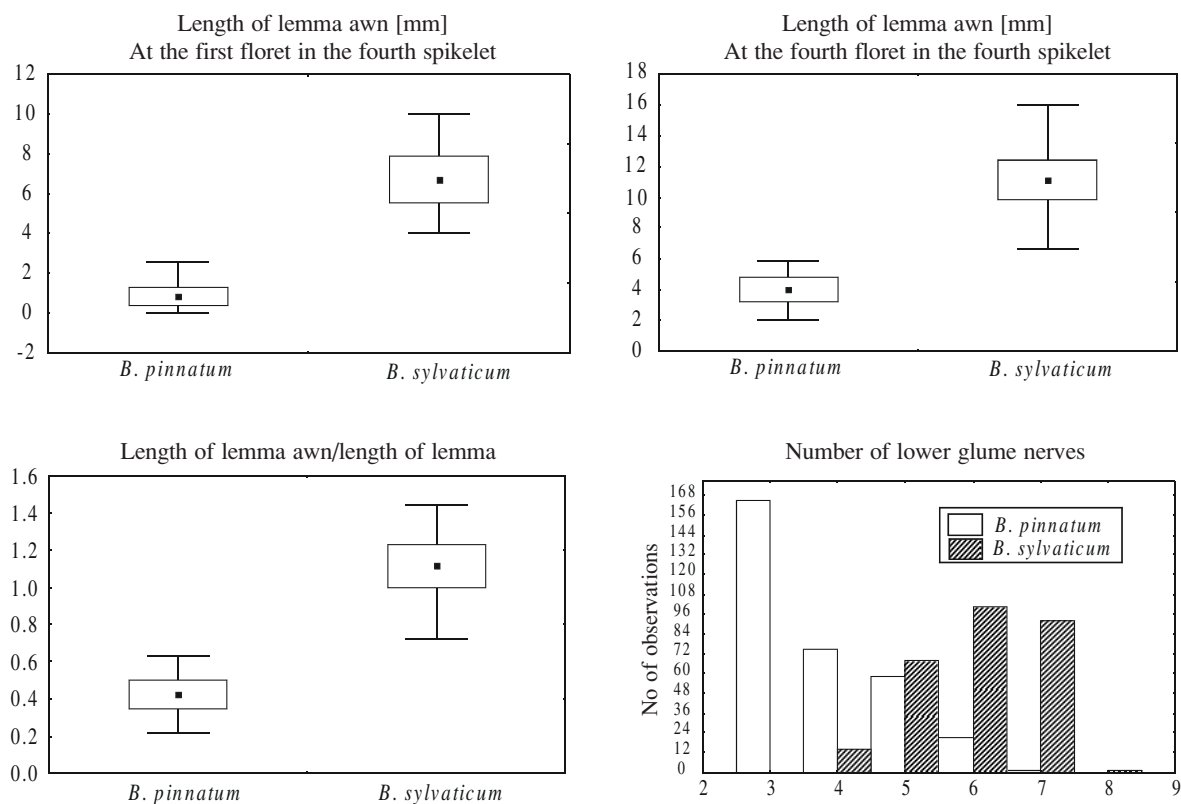 Length of lemma awn [mm]
At the first floret in the fourth spikelet
12
10
8
6
4
2
0
-2
B. pinnatum
B. sylvaticum
Length of lemma awn [mm]
At the fourth floret in the fourth spikelet
18
16
14
12
10
8
6
4
2
0
B. pinnatum
B. sylvaticum
Length of lemma awn/length of lemma
1.6
1.4
1.2
1.0
0.8
0.6
0.4
0.2
0.0
B. pinnatum
B. sylvaticum
Number of lower glume nerves
No of observations
168
156
144
132
120
108
96
84
72
60
48
36
24
12
0
B. pinnatum
B. sylvaticum
2 3 4 5 6 7 8 9